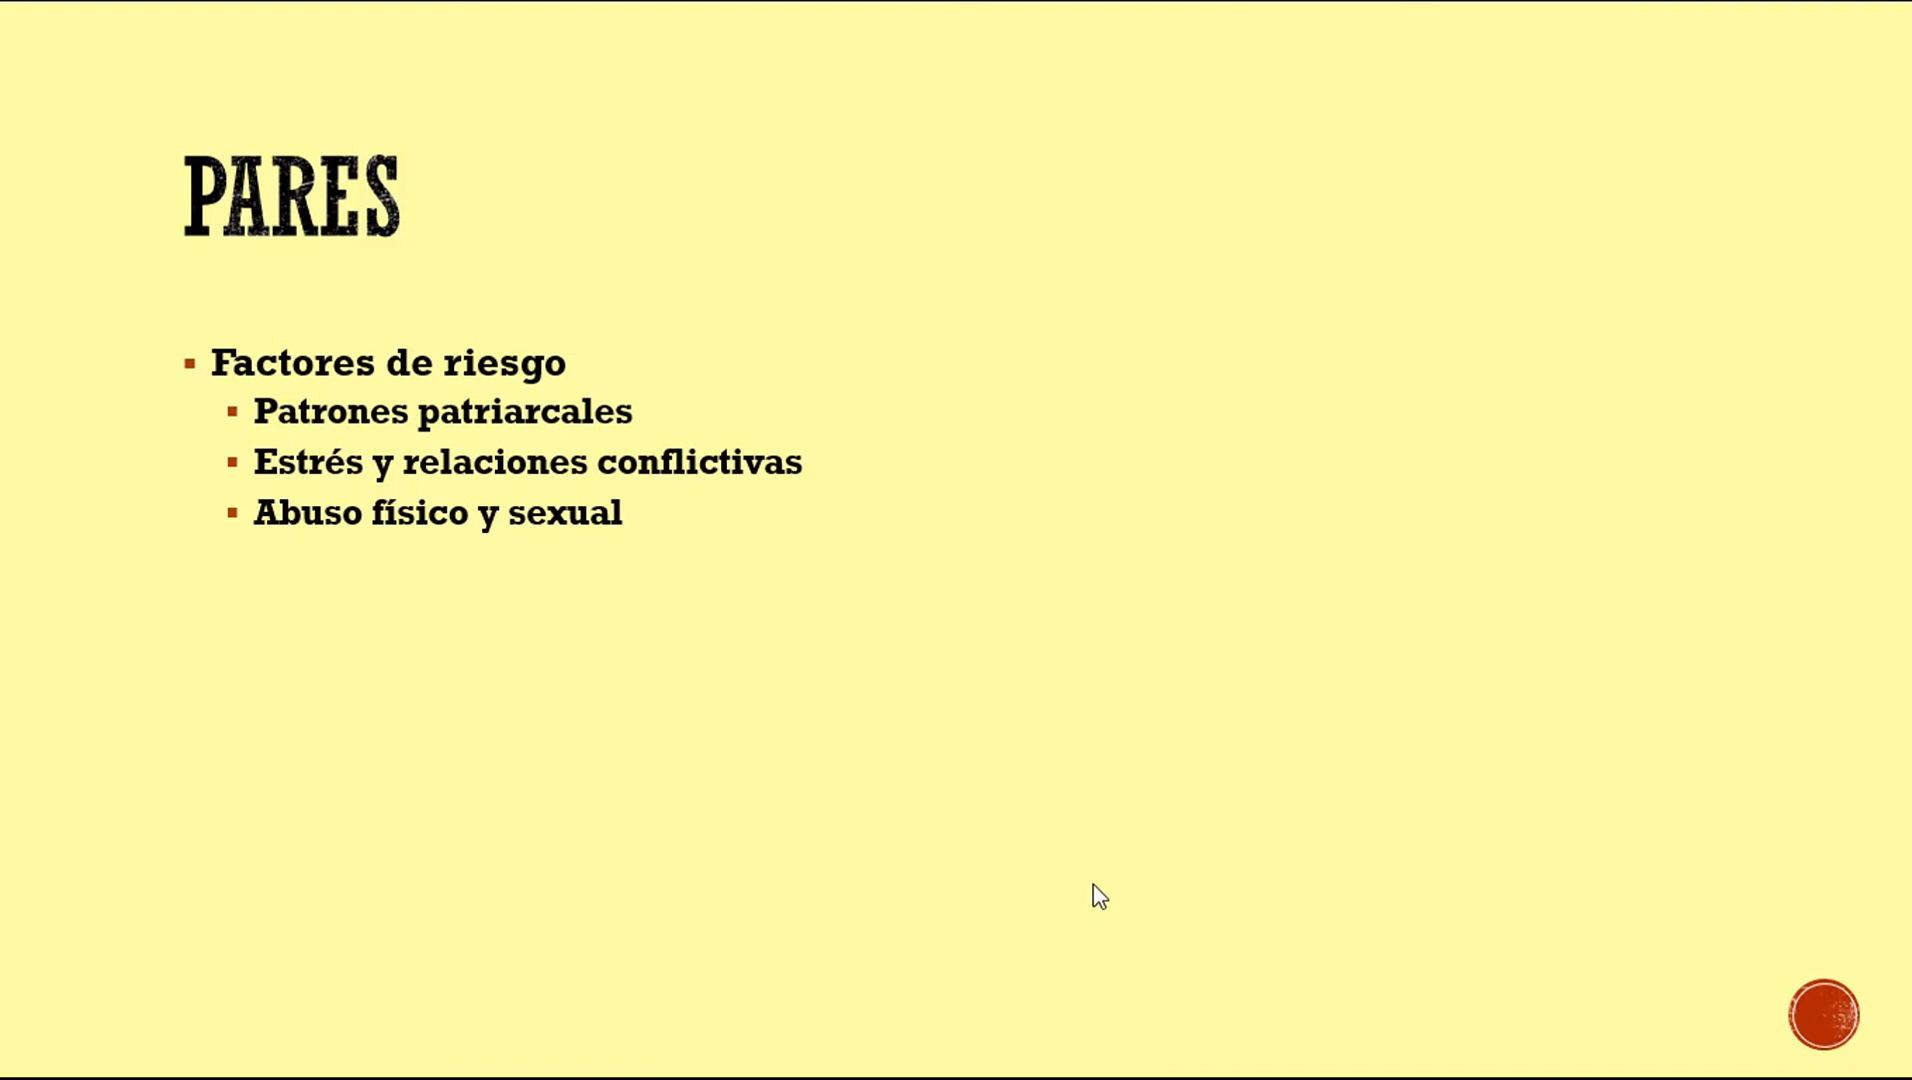 PARES
Factores de riesgo
Patrones patriarcales
Estrés y relaciones conflictivas
Abuso físico y sexual